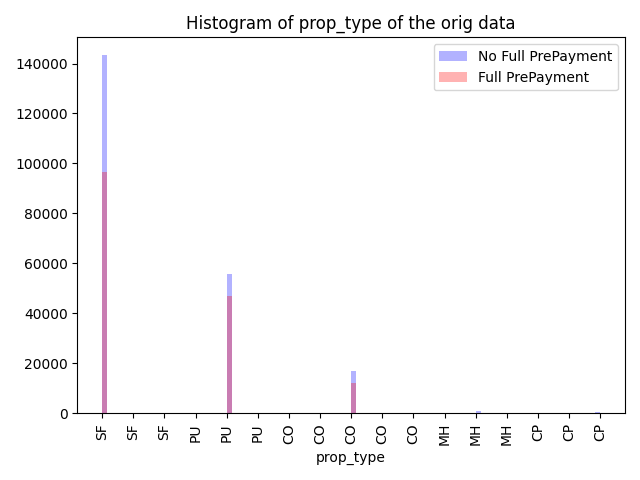 Histogram of prop_type of the orig data
No Full PrePayment
Full PrePayment
140000
120000
100000
80000
60000
40000
20000
0
SF SF SF PU PU PU CO CO CO CO CO MH MH MH CP CP CP
prop_type